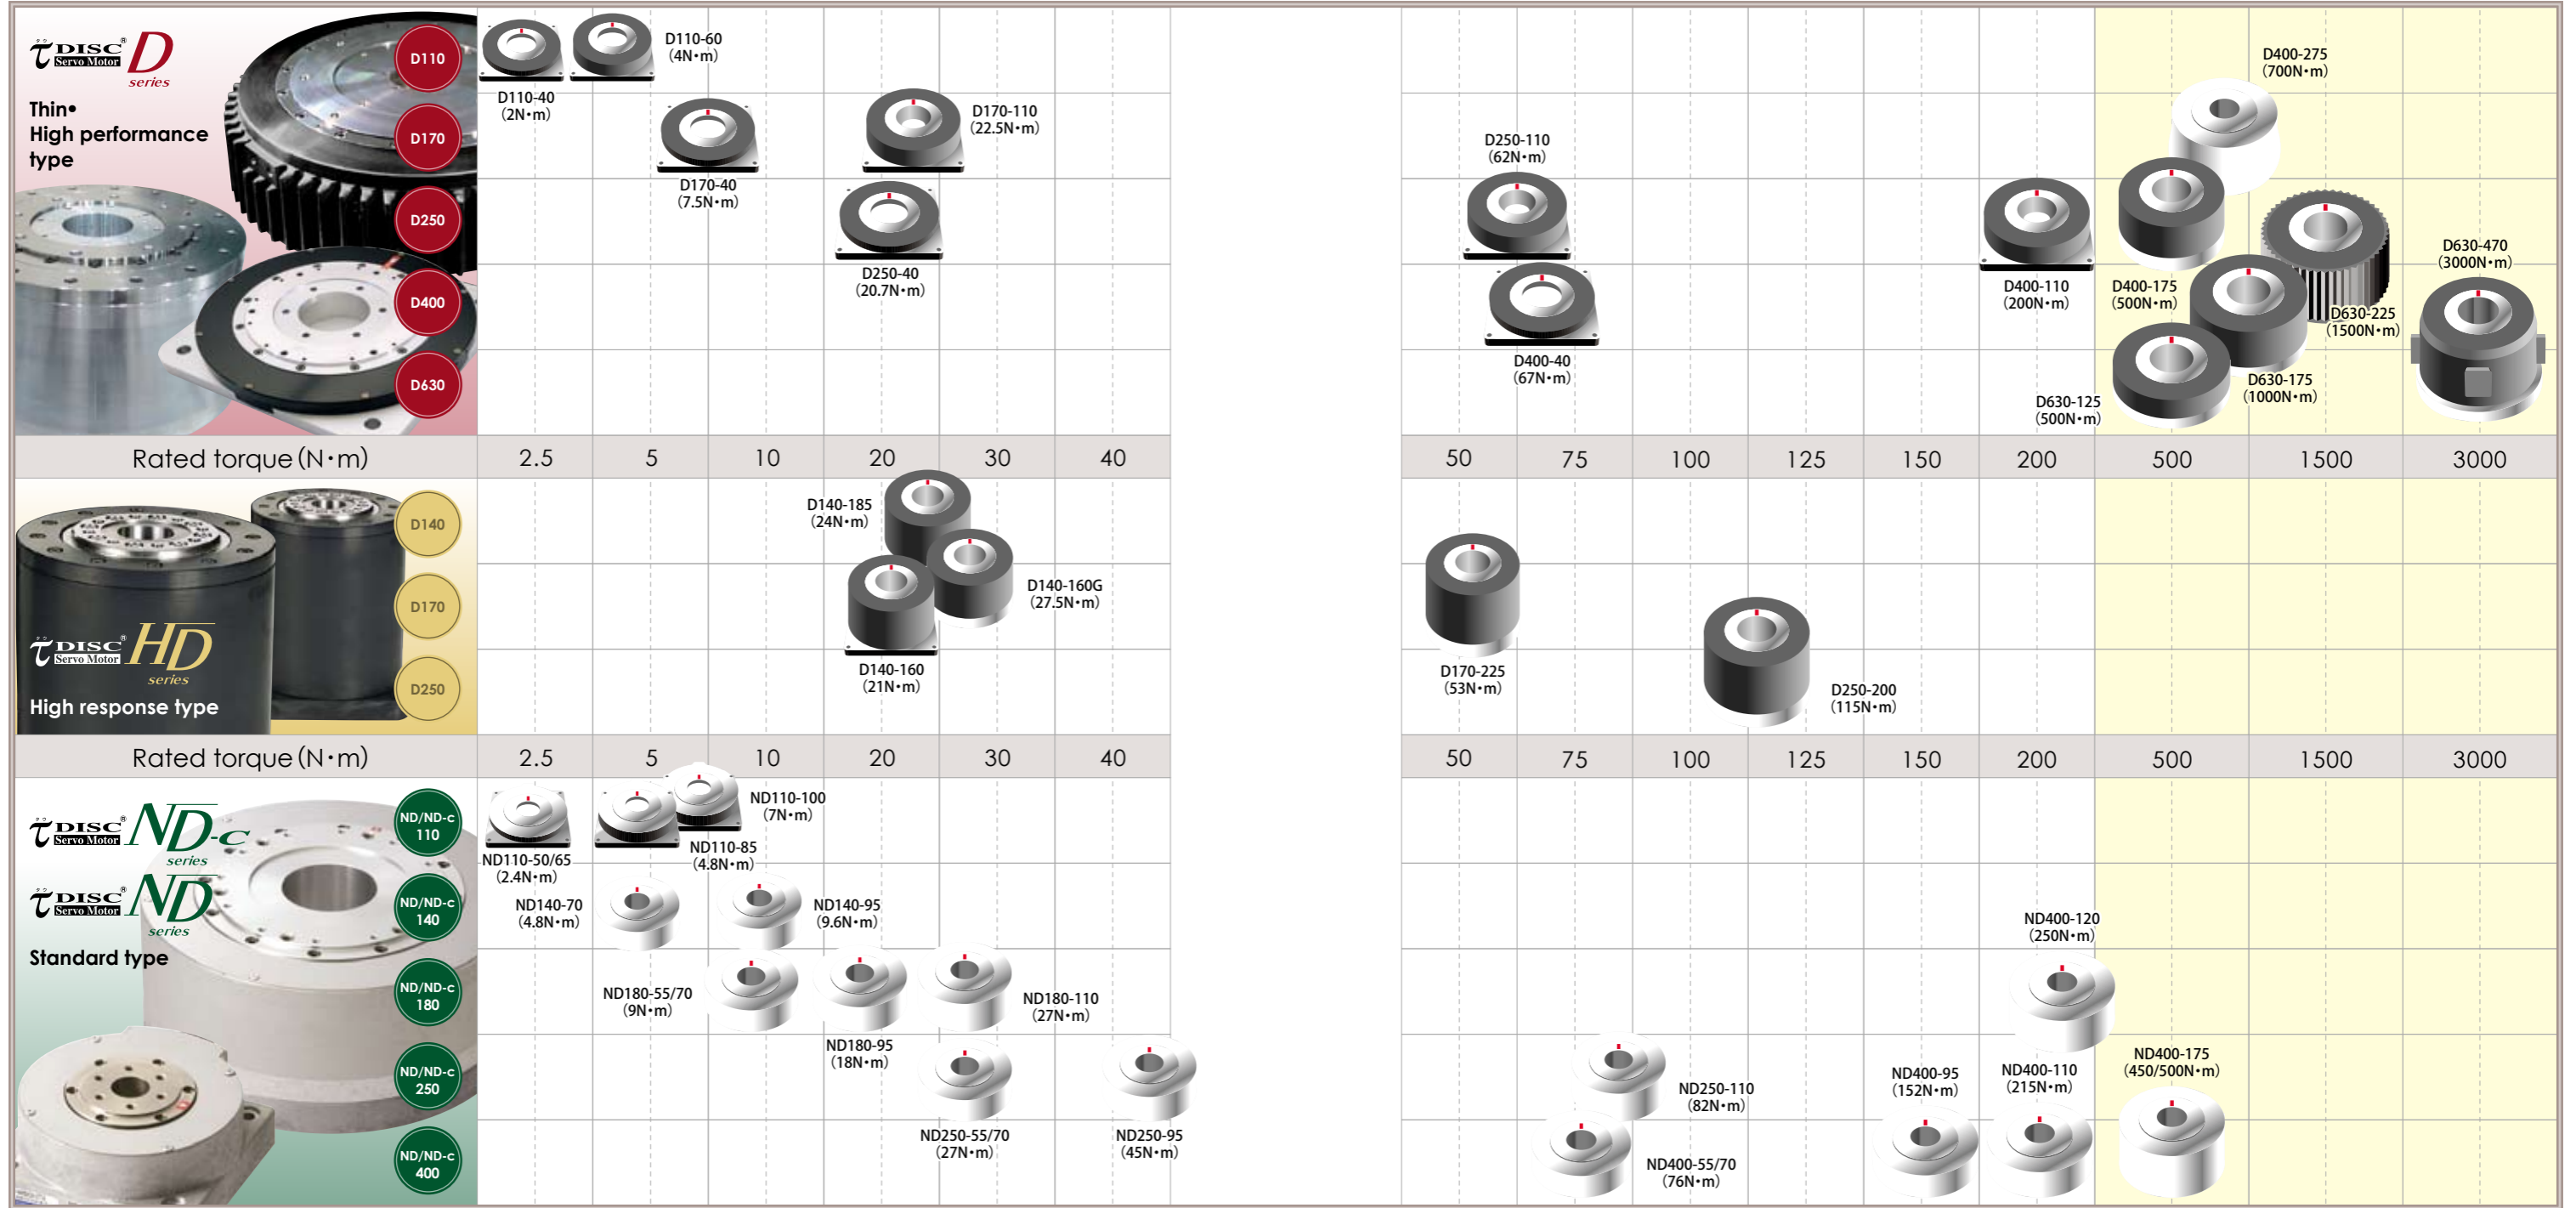 τ DISC® D
Servo Motor
series
Thin•
High performance
type
D110
D170
D250
D400
D630
D110-40
(2N•m)
D110-60
(4N•m)
D170-40
(7.5N•m)
D170-110
(22.5N•m)
D250-40
(20.7N•m)
D250-110
(62N•m)
D400-40
(67N•m)
D400-110
(200N•m)
D400-275
(700N•m)
D400-175
(500N•m)
D630-225
(1500N•m)
D630-470
(3000N•m)
D630-175
(1000N•m)
D630-125
(500N•m)
Rated torque (N・m) 2.5 5 10 20 30 40 50 75 100 125 150 200 500 1500 3000
τ DISC® HD
Servo Motor
series
High response type
D140
D170
D250
D140-185
(24N•m)
D140-160G
(27.5N•m)
D140-160
(21N•m)
D170-225
(53N•m)
D250-200
(115N•m)
Rated torque (N・m) 2.5 5 10 20 30 40 50 75 100 125 150 200 500 1500 3000
τ DISC® ND-c
Servo Motor
series
τ DISC® ND
Servo Motor
series
Standard type
ND/ND-c
110
ND/ND-c
140
ND/ND-c
180
ND/ND-c
250
ND/ND-c
400
ND110-50/65
(2.4N•m)
ND110-100
(7N•m)
ND110-85
(4.8N•m)
ND140-70
(4.8N•m)
ND140-95
(9.6N•m)
ND180-55/70
(9N•m)
ND180-95
(18N•m)
ND180-110
(27N•m)
ND250-55/70
(27N•m)
ND250-95
(45N•m)
ND250-110
(82N•m)
ND400-55/70
(76N•m)
ND400-95
(152N•m)
ND400-110
(215N•m)
ND400-120
(250N•m)
ND400-175
(450/500N•m)